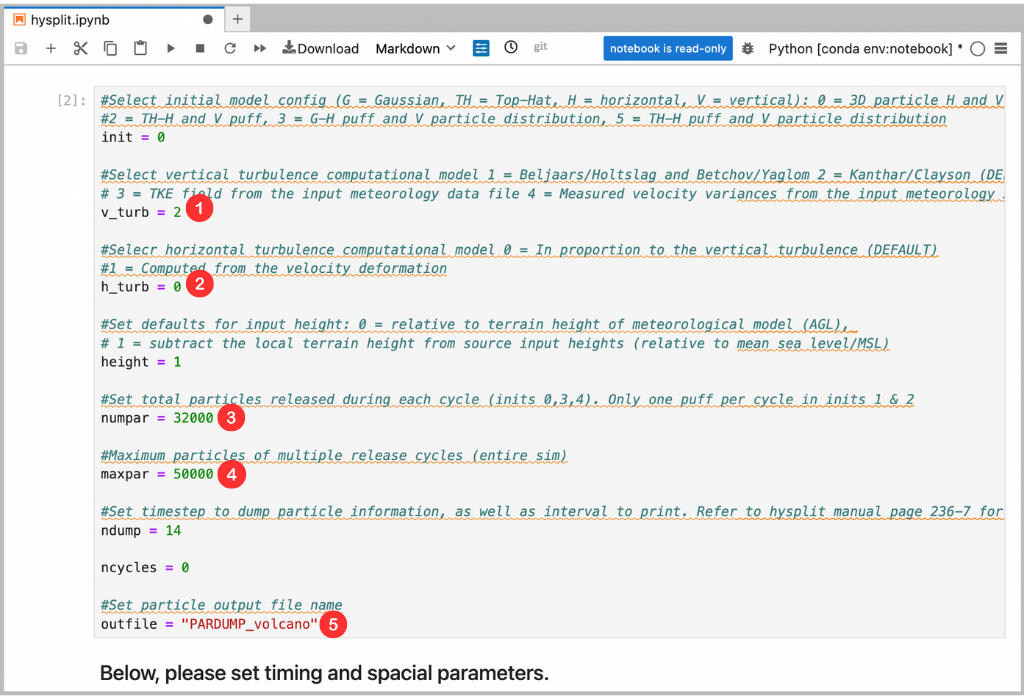 hysplit.ipynb
Download Markdown git notebook is read-only Python [conda env:notebook] *
[2]:
#Select initial model config (G = Gaussian, TH = Top-Hat, H = horizontal, V = vertical): 0 = 3D particle H and V
#2 = TH-H and V puff, 3 = G-H puff and V particle distribution, 5 = TH-H puff and V particle distribution
init = 0
#Select vertical turbulence computational model 1 = Beljaars/Holtslag and Betchov/Yaglom 2 = Kanthar/Clayson (DE
# 3 = TKE field from the input meteorology data file 4 = Measured velocity variances from the input meteorology
v_turb = 2 1
#Selecr horizontal turbulence computational model 0 = In proportion to the vertical turbulence (DEFAULT)
#1 = Computed from the velocity deformation
h_turb = 0 2
#Set defaults for input height: 0 = relative to terrain height of meteorological model (AGL),
# 1 = subtract the local terrain height from source input heights (relative to mean sea level/MSL)
height = 1
#Set total particles released during each cycle (inits 0,3,4). Only one puff per cycle in inits 1 & 2
numpar = 32000 3
#Maximum particles of multiple release cycles (entire sim)
maxpar = 50000 4
#Set timestep to dump particle information, as well as interval to print. Refer to hysplit manual page 236-7 for
ndump = 14
ncycles = 0
#Set particle output file name
outfile = "PARDUMP_volcano" 5
Below, please set timing and spacial parameters.